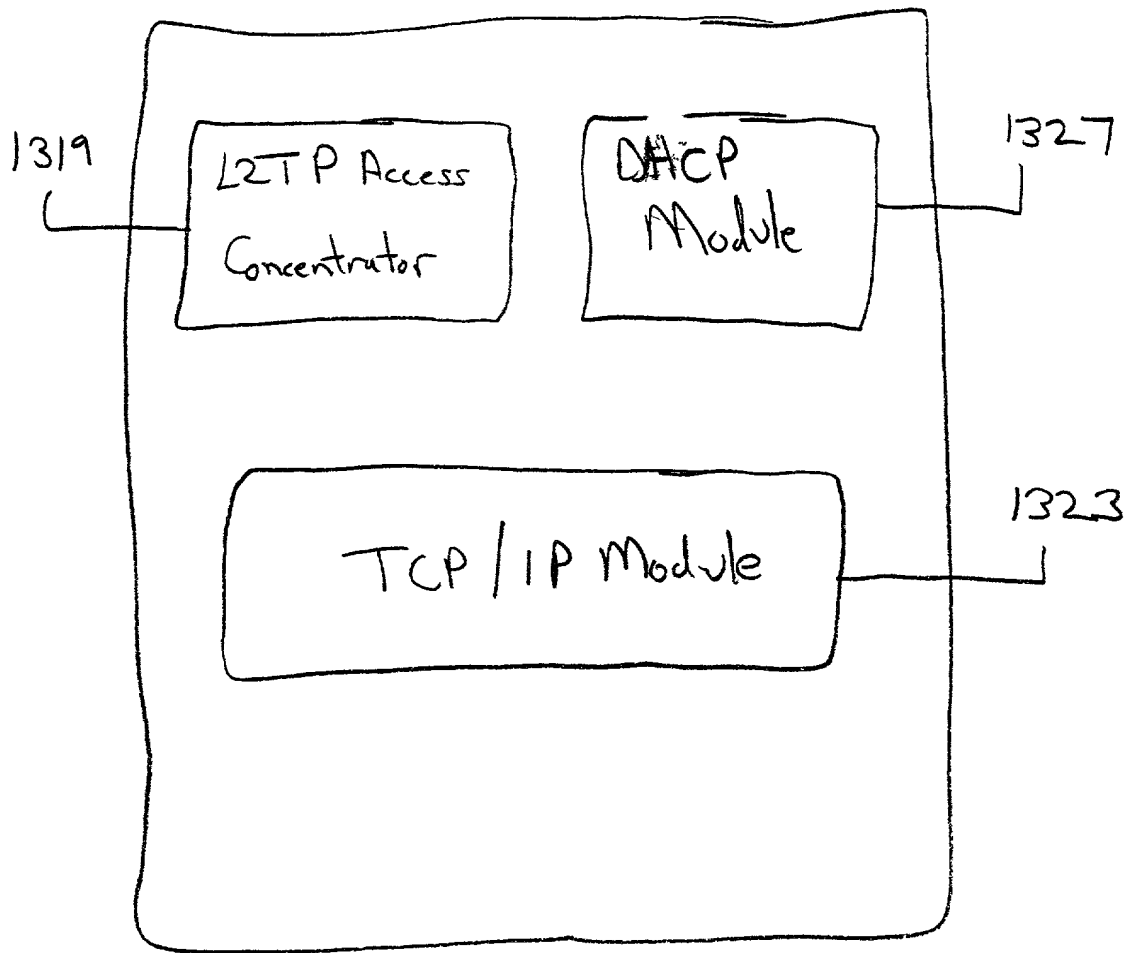 1319
L2TP Access
Concentrator
DHCP
Module
1327
TCP/IP Module
1323